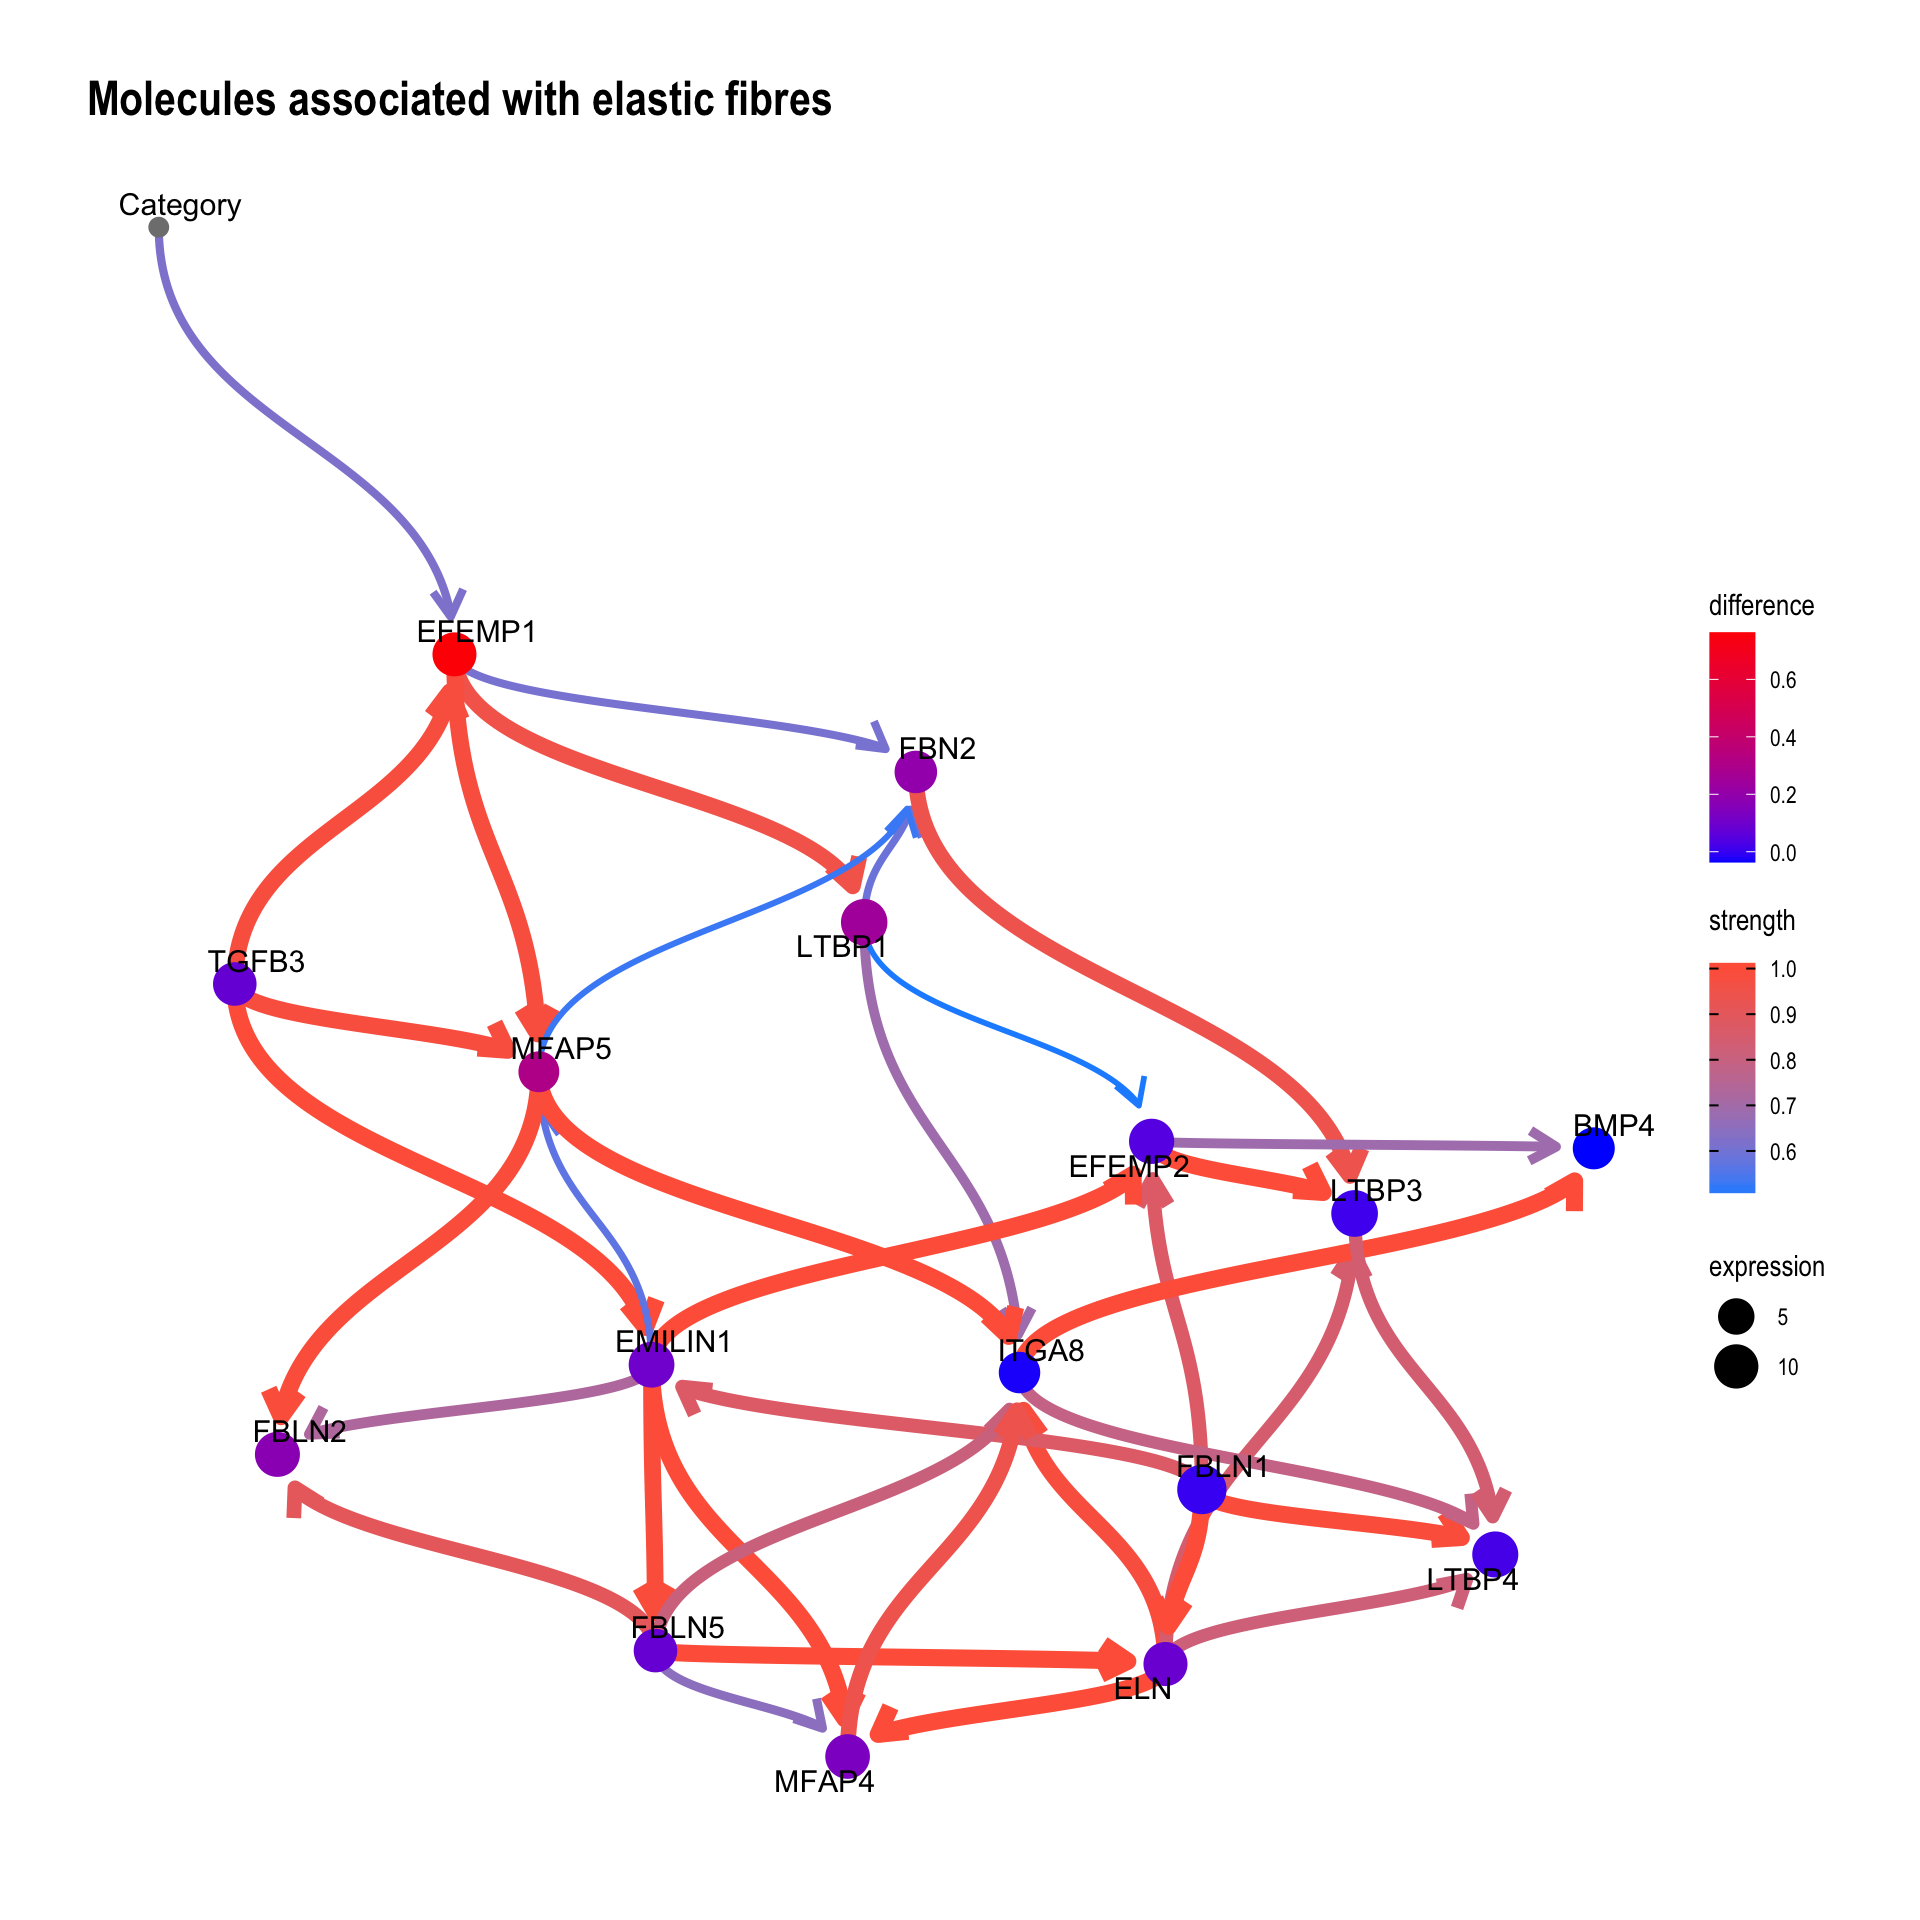 Molecules associated with elastic fibres
Category
EFEMP1
FBN2
LTBP1
TGFB3
MFAP5
BMP4
EFEMP2
LTBP3
EMILIN1
ITGA8
FBLN2
FBLN1
LTBP4
FBLN5
ELN
MFAP4
difference
0.6
0.4
0.2
0.0
strength
1.0
0.9
0.8
0.7
0.6
expression
5
10